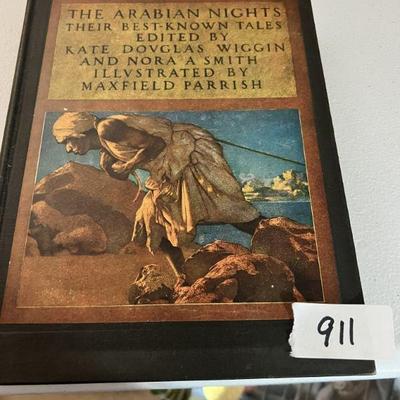 THE ARABIAN NIGHTS
THEIR BEST-KNOWN TALES
EDITED BY
KATE DOVGLAS WIGGIN
AND NORA A SMITH
ILLVSTRATED BY
MAXFIELD PARRISH
911